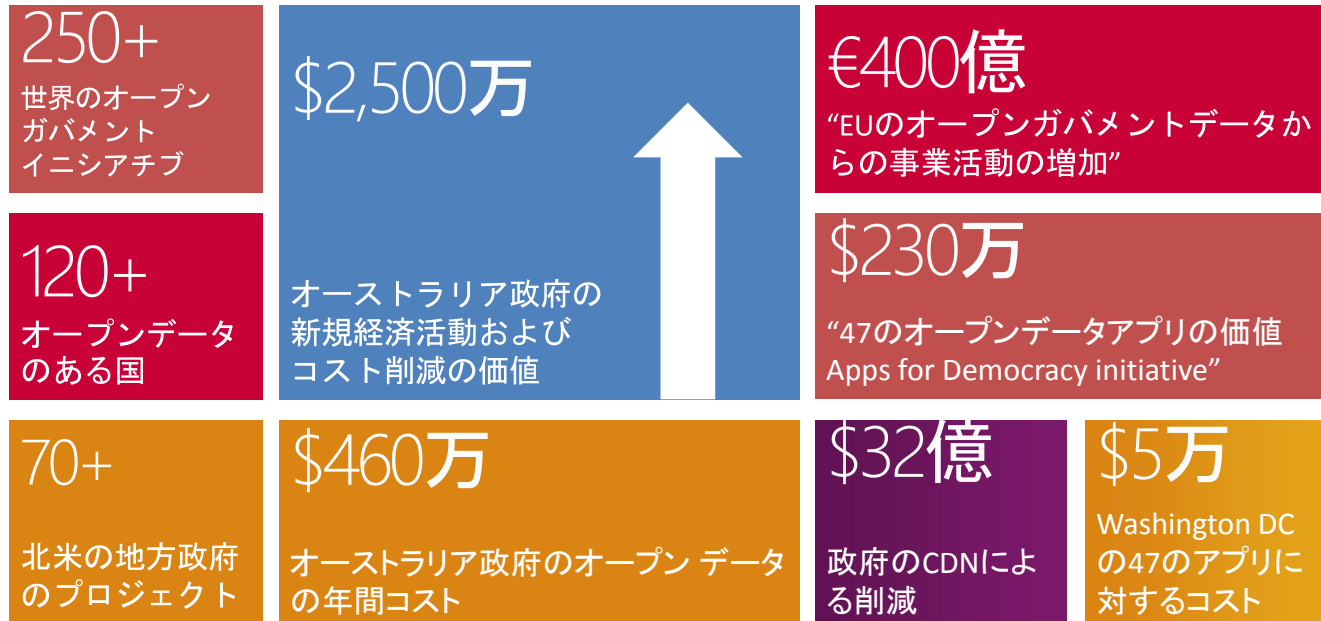 250+
世界のオープン
ガバメント
イニシアチブ
$2,500万
オーストラリア政府の
新規経済活動および
コスト削減の価値
€400億
“EUのオープンガバメントデータか
らの事業活動の増加”
120+
オープンデータ
のある国
$230万
“47のオープンデータアプリの価値
Apps for Democracy initiative”
70+
北米の地方政府
のプロジェクト
$460万
オーストラリア政府のオープン データ
の年間コスト
$32億
政府のCDNによ
る削減
$5万
Washington DC
の47のアプリに
対するコスト